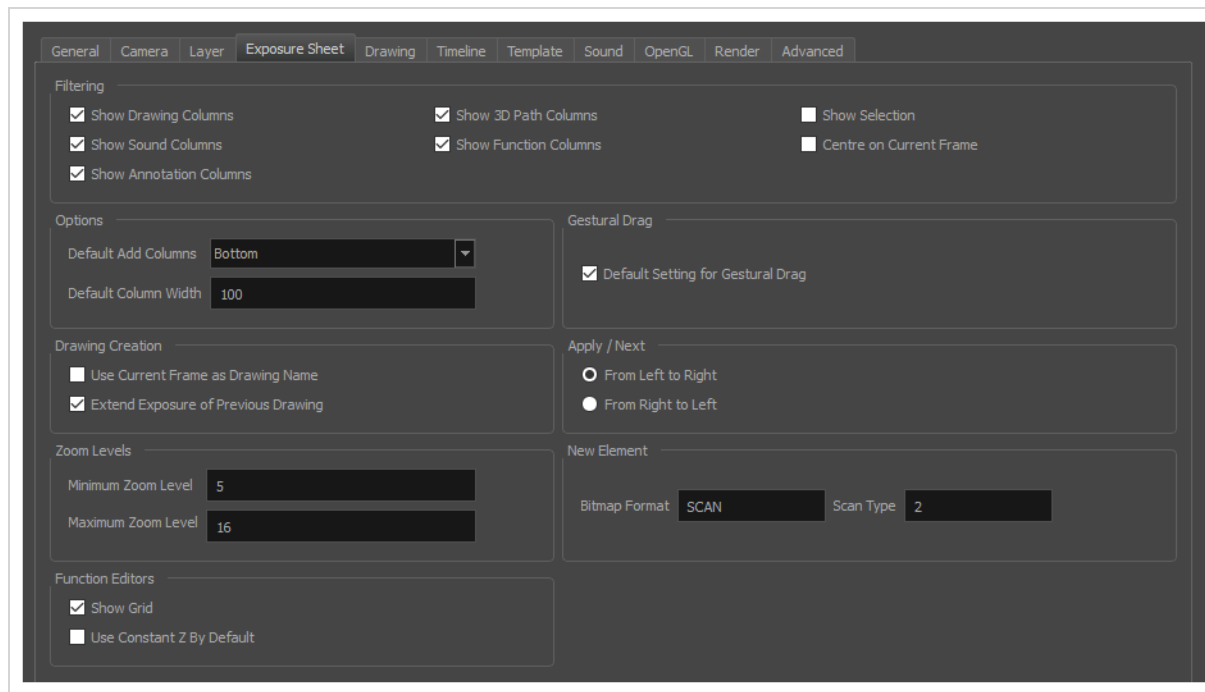 General Camera Layer Exposure Sheet Drawing Timeline Template Sound OpenGL Render Advanced
Filtering
Show Drawing Columns Show 3D Path Columns Show Selection
Show Sound Columns Show Function Columns Centre on Current Frame
Show Annotation Columns
Options
Default Add Columns Bottom
Default Column Width 100
Gestural Drag
Default Setting for Gestural Drag
Drawing Creation
Use Current Frame as Drawing Name
Extend Exposure of Previous Drawing
Apply / Next
From Left to Right
From Right to Left
Zoom Levels
Minimum Zoom Level 5
Maximum Zoom Level 16
New Element
Bitmap Format SCAN Scan Type 2
Function Editors
Show Grid
Use Constant Z By Default